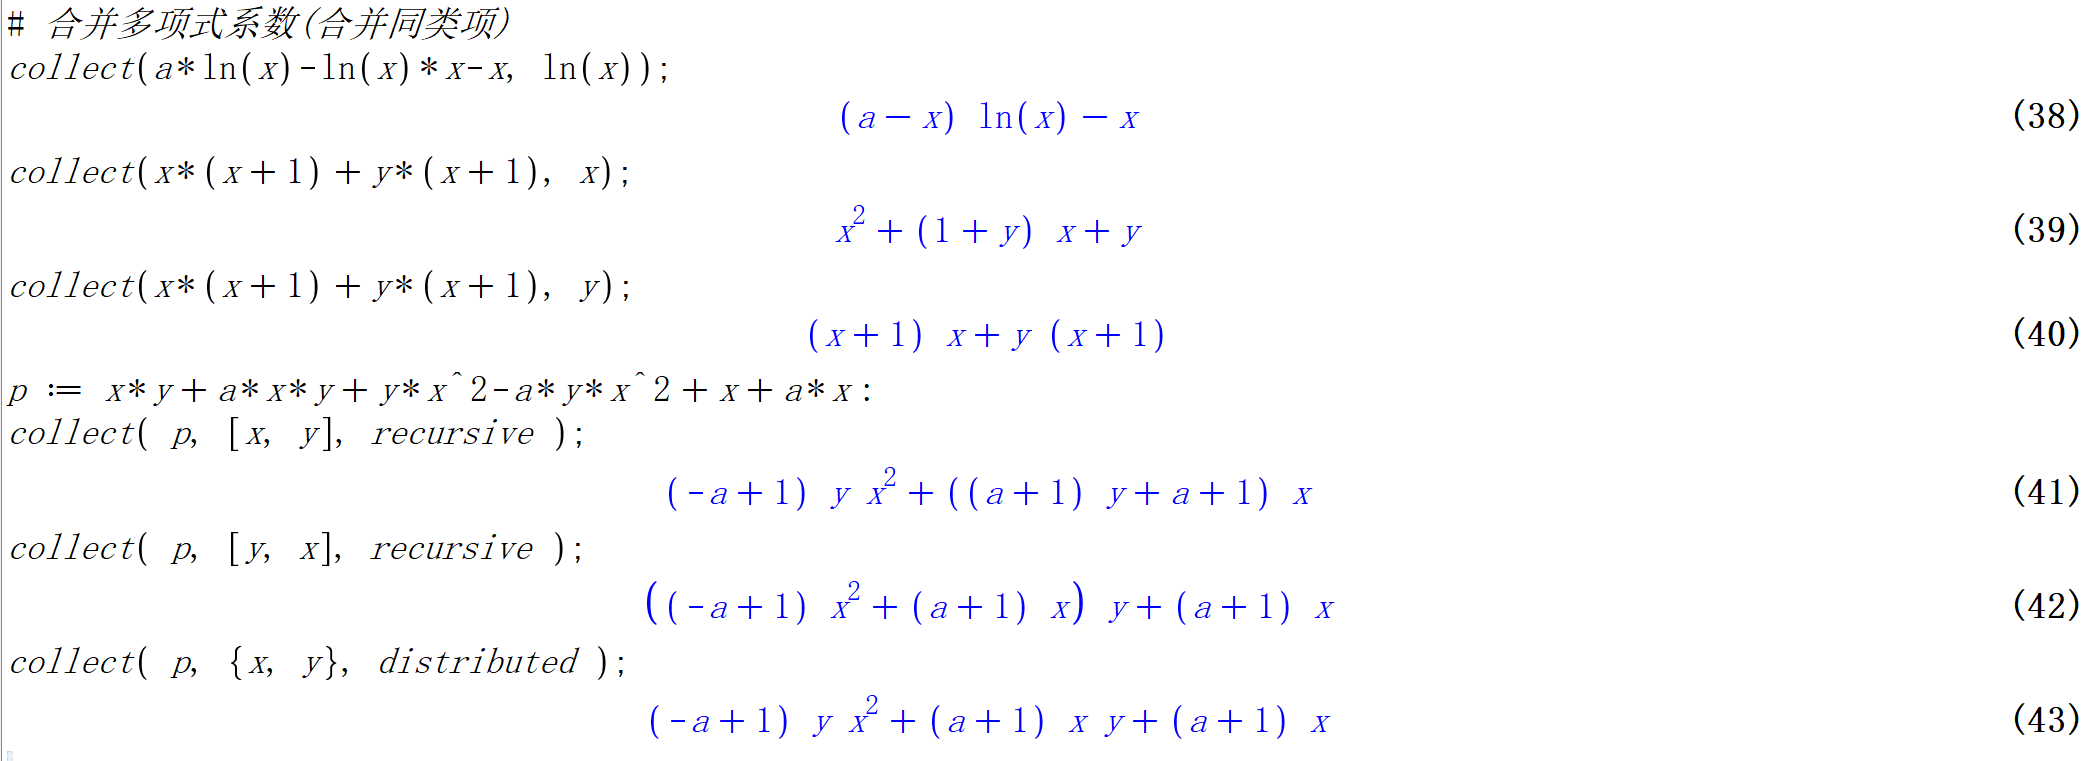 # 合并多项式系数(合并同类项)
collect(a*ln(x)-ln(x)*x-x, ln(x));
(a-x) ln(x)-x (38)
collect(x*(x+1)+y*(x+1), x);
x^2+(1+y) x+y (39)
collect(x*(x+1)+y*(x+1), y);
(x+1) x+y (x+1) (40)
p := x*y+a*x*y+y*x^2-a*y*x^2+x+a*x:
collect( p, [x, y], recursive );
(-a+1) y x^2+((a+1) y+a+1) x (41)
collect( p, [y, x], recursive );
((-a+1) x^2+(a+1) x) y+(a+1) x (42)
collect( p, {x, y}, distributed );
(-a+1) y x^2+(a+1) x y+(a+1) x (43)